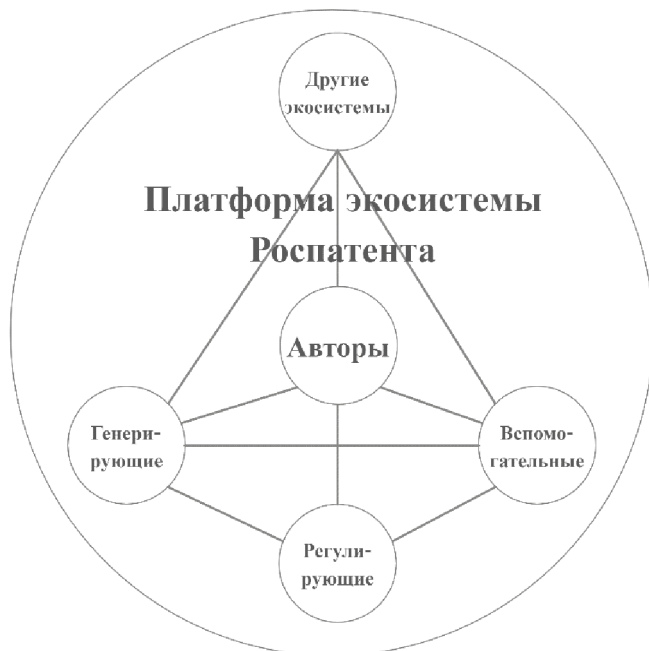 Другие
экосистемы
Платформа экосистемы
Роспатента
Авторы
Генери-
рующие
Вспомо-
гательные
Регули-
рующие